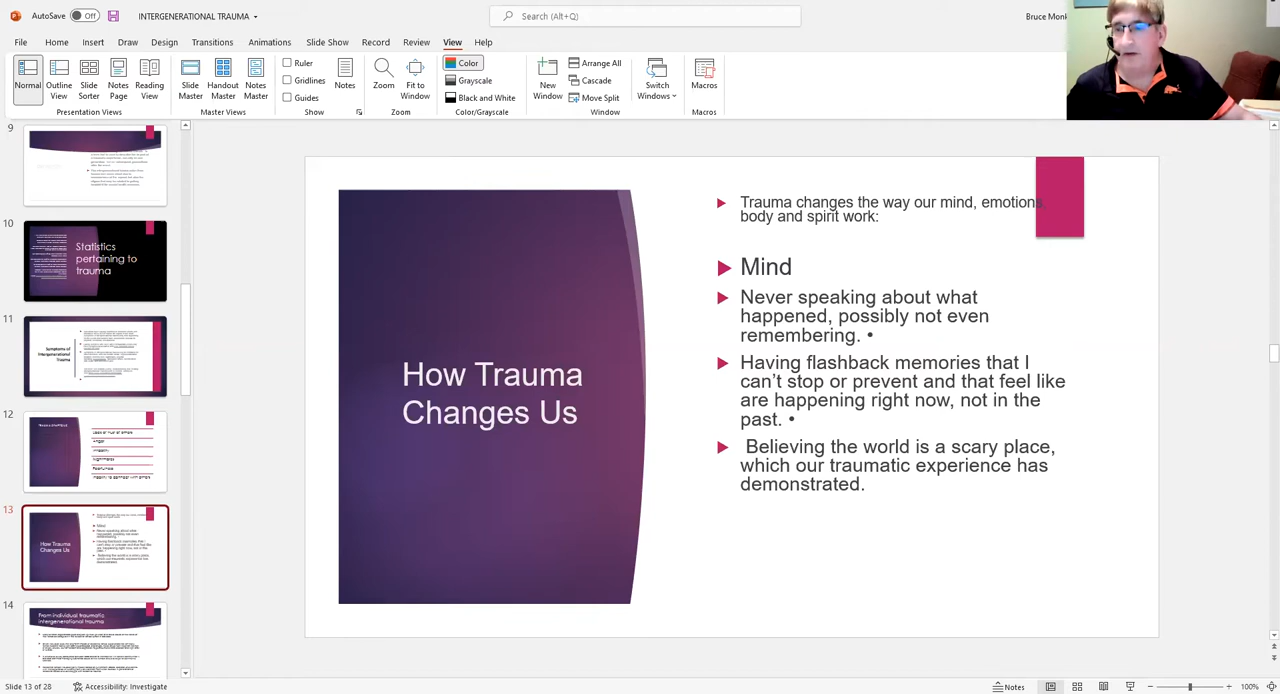 AutoSave Off INTERGENERATIONAL TRAUMA Search (Alt+Q) Bruce
File Home Insert Draw Design Transitions Animations Slide Show Record Review View Help
Normal
Outline
View
Slide
Sorter
Notes
Page
Reading
View
Presentation Views
Slide
Master
Handout
Master
Notes
Master
Master Views
Ruler
Gridlines
Guides
Show
Notes
Zoom
Fit to
Window
Zoom
Color
Grayscale
Black and White
Color/Grayscale
New
Window
Arrange All
Cascade
Move Split
Window
Switch
Windows
Macros
Macros
9
10
Statistics
pertaining to
trauma
11
Symptoms of
Intergenerational
Trauma
12
13
How Trauma
Changes Us
14
From individual traumatic
intergenerational trauma
How Trauma
Changes Us
Trauma changes the way our mind, emotions,
body and spirit work:
Mind
Never speaking about what
happened, possibly not even
remembering. •
Having flashback memories that I
can't stop or prevent and that feel like
are happening right now, not in the
past. •
Believing the world is a scary place,
which our traumatic experience has
demonstrated.
Slide 13 of 28 Accessibility: Investigate Notes 100%